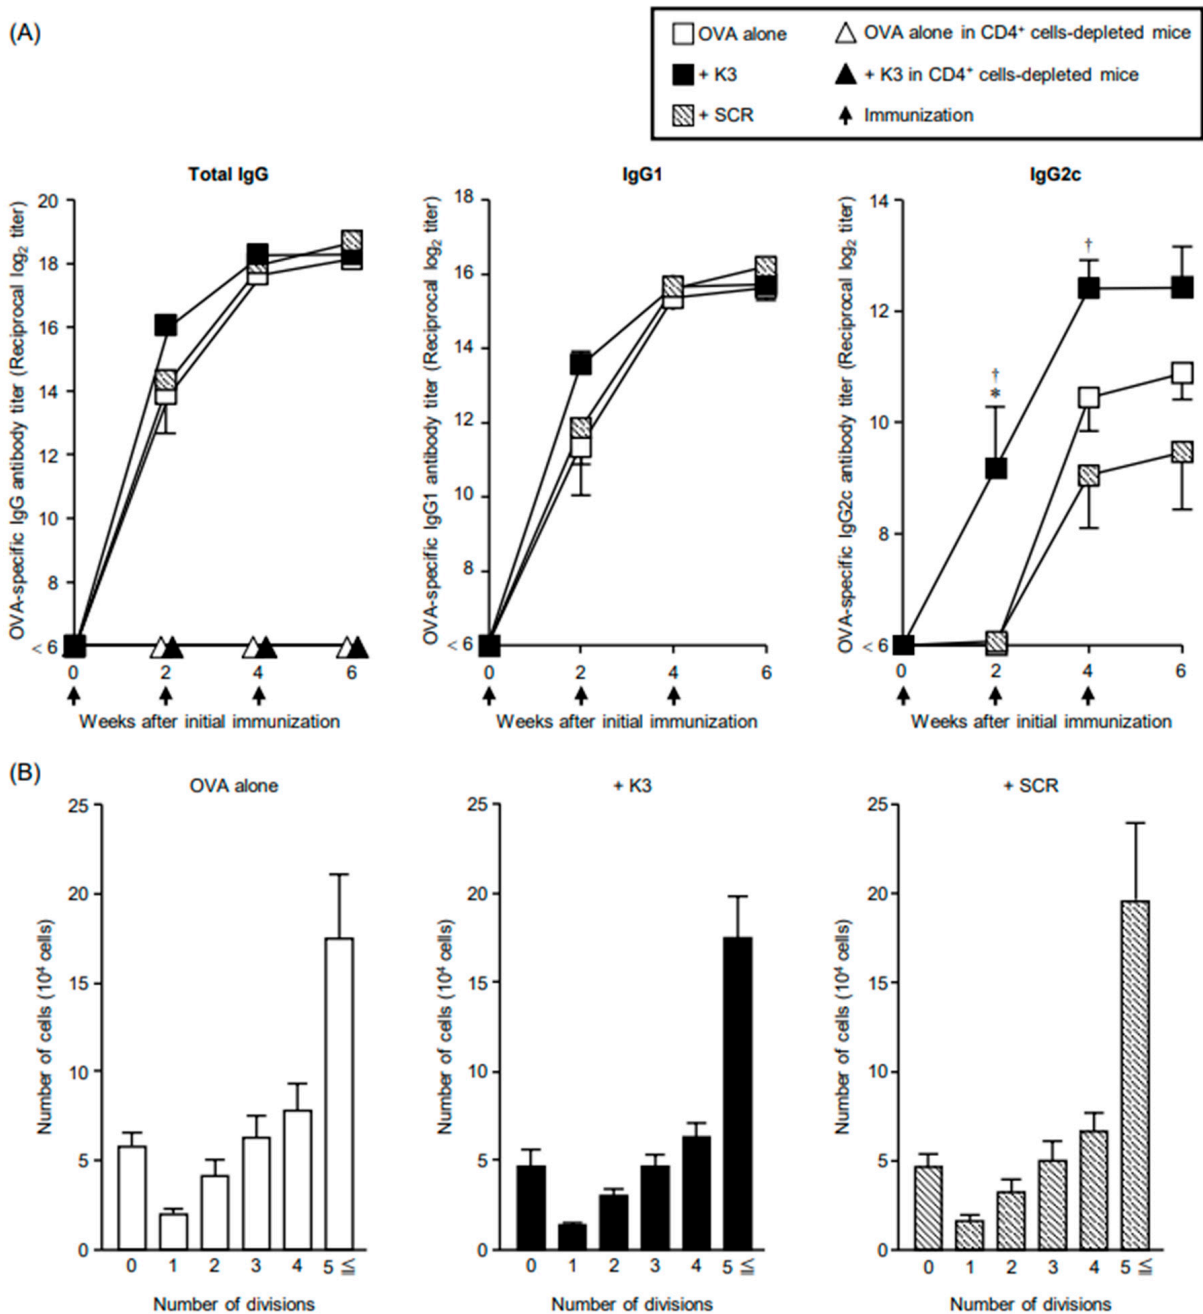 (A)
OVA alone
OVA alone in CD4⁺ cells-depleted mice
+ K3
+ K3 in CD4⁺ cells-depleted mice
+ SCR
Immunization
Total IgG
OVA-specific IgG antibody titer (Reciprocal log₂ titer)
20
18
16
14
12
10
8
< 6
0 2 4 6
Weeks after initial immunization
IgG1
OVA-specific IgG1 antibody titer (Reciprocal log₂ titer)
18
16
14
12
10
8
< 6
0 2 4 6
Weeks after initial immunization
IgG2c
OVA-specific IgG2c antibody titer (Reciprocal log₂ titer)
14
12
10
8
< 6
†
*
†
0 2 4 6
Weeks after initial immunization
(B)
OVA alone
Number of cells (10⁴ cells)
25
20
15
10
5
0
0 1 2 3 4 5 ≦
Number of divisions
+ K3
Number of cells (10⁴ cells)
25
20
15
10
5
0
0 1 2 3 4 5 ≦
Number of divisions
+ SCR
Number of cells (10⁴ cells)
25
20
15
10
5
0
0 1 2 3 4 5 ≦
Number of divisions